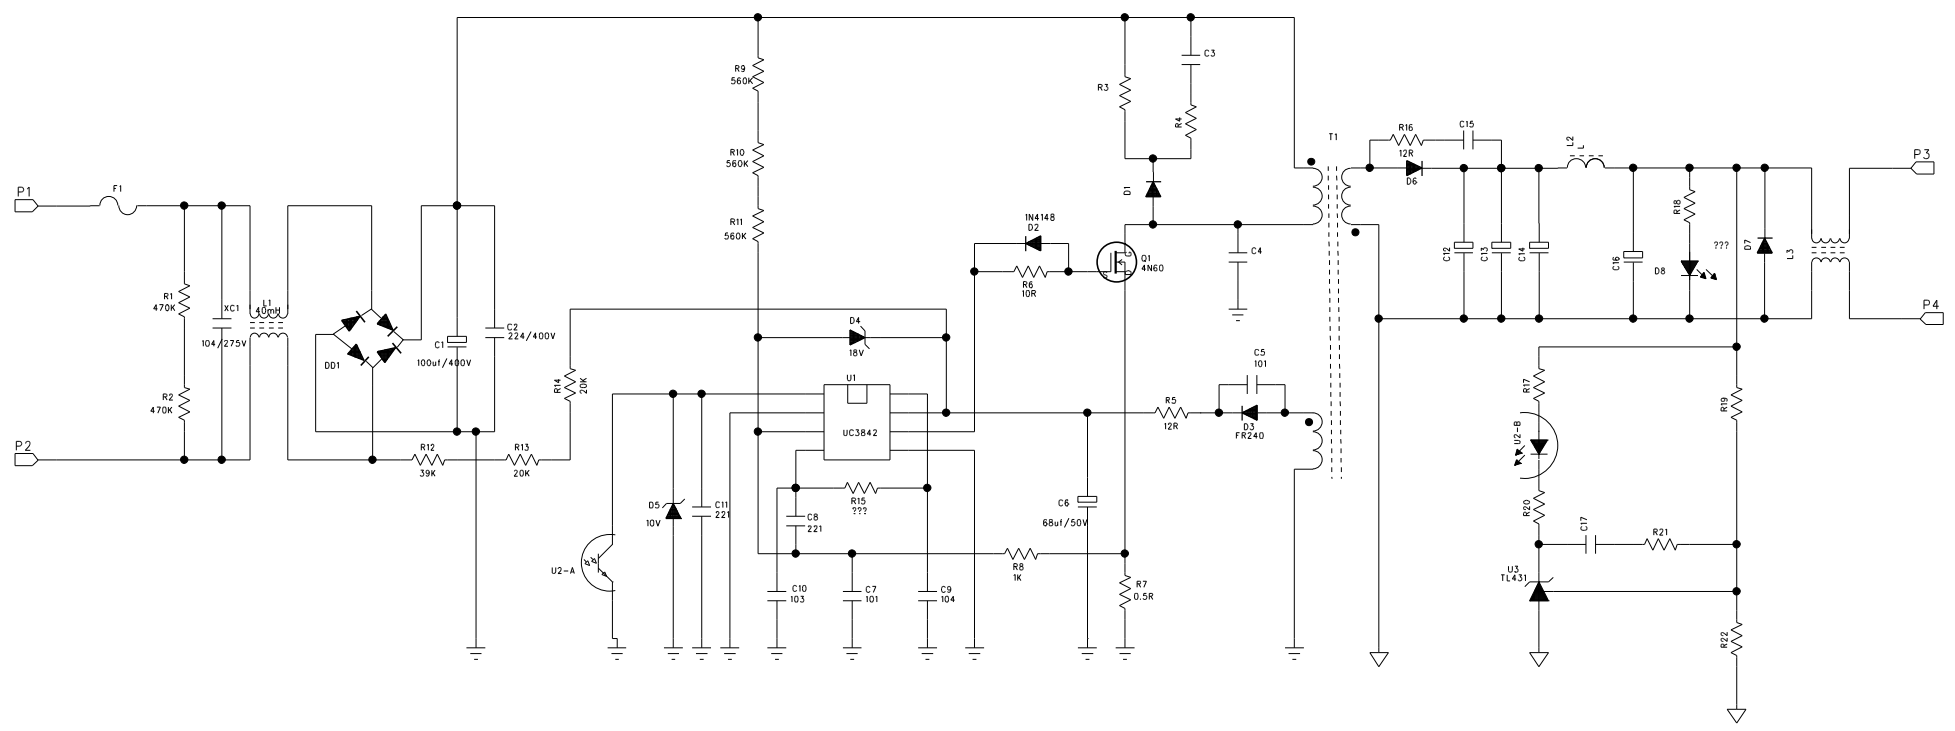 P1
F1
R1
470K
R2
470K
P2
XC1
104/275V
L1
40mH
DD1
C1
100uf/400V
C2
224/400V
R12
39K
R13
20K
R14
20K
R9
560K
R10
560K
R11
560K
D4
18V
U1
UC3842
D5
10V
C11
221
U2-A
R15
???
C8
221
C10
103
C7
101
C9
104
R8
1K
1N4148
D2
R6
10R
Q1
4N60
R3
C3
R4
D1
C4
C5
101
R5
12R
D3
FR240
C6
68uf/50V
R7
0.5R
T1
R16
12R
C15
D6
L2
L
C12
C13
C14
C16
R18
D8
???
D7
L3
P3
P4
R17
U2-B
R20
R19
C17
R21
U3
TL431
R22